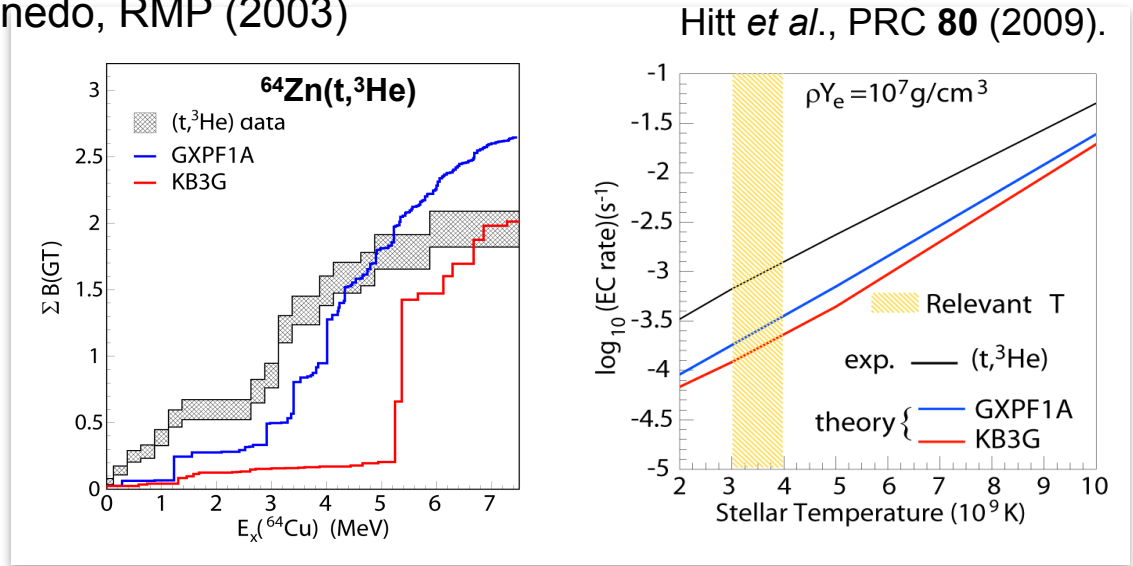 nedo, RMP (2003)
Hitt et al., PRC 80 (2009).
⁶⁴Zn(t,³He)
(t,³He) data
GXPF1A
KB3G
3
2.5
2
1.5
1
0.5
0
Σ B(GT)
0 1 2 3 4 5 6 7
Eₓ(⁶⁴Cu) (MeV)
ρYₑ=10⁷g/cm³
-1
-1.5
-2
-2.5
-3
-3.5
-4
-4.5
-5
log₁₀(EC rate)(s⁻¹)
Relevant T
exp. (t,³He)
theory { GXPF1A
KB3G
2 3 4 5 6 7 8 9 10
Stellar Temperature (10⁹K)